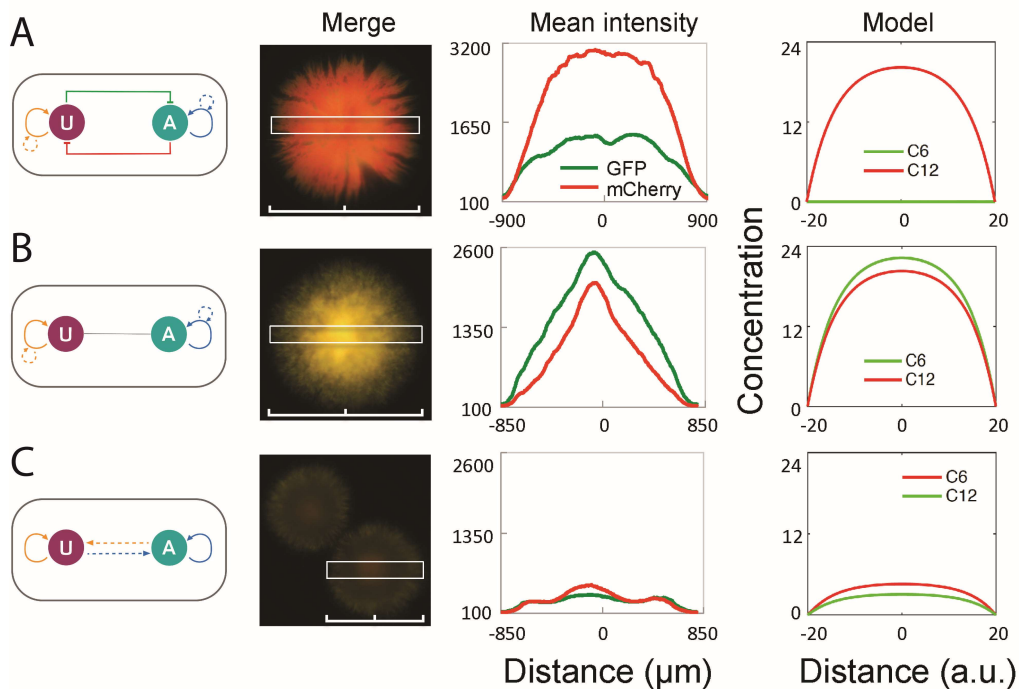 A
Merge
Mean intensity
Model
U
A
3200
1650
100
GFP
mCherry
-900
0
900
24
12
0
C6
C12
-20
0
20
B
U
A
2600
1350
100
-850
0
850
Concentration
24
12
0
C6
C12
-20
0
20
C
U
A
2600
1350
100
-850
0
850
24
12
0
C6
C12
-20
0
20
Distance (µm)
Distance (a.u.)